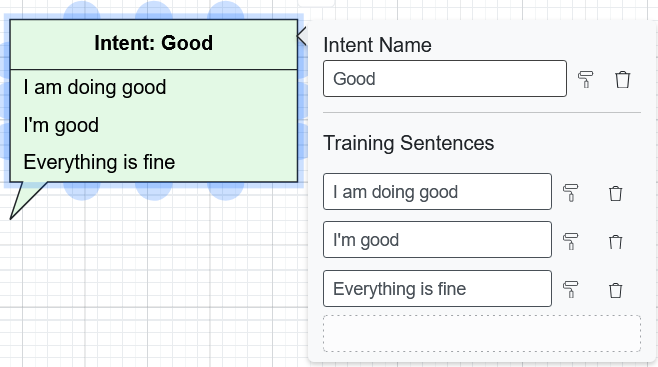 Intent: Good
I am doing good
I'm good
Everything is fine
Intent Name
Good
Training Sentences
I am doing good
I'm good
Everything is fine